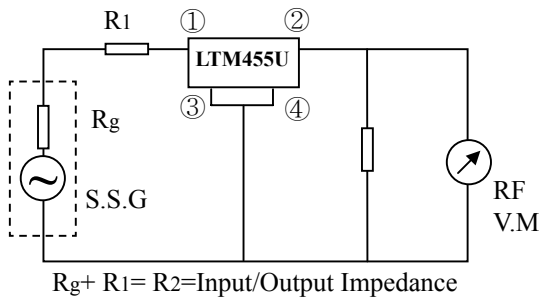 R1
① ②
LTM455U
③ ④
Rg
S.S.G
RF
V.M
Rg+ R1= R2=Input/Output Impedance